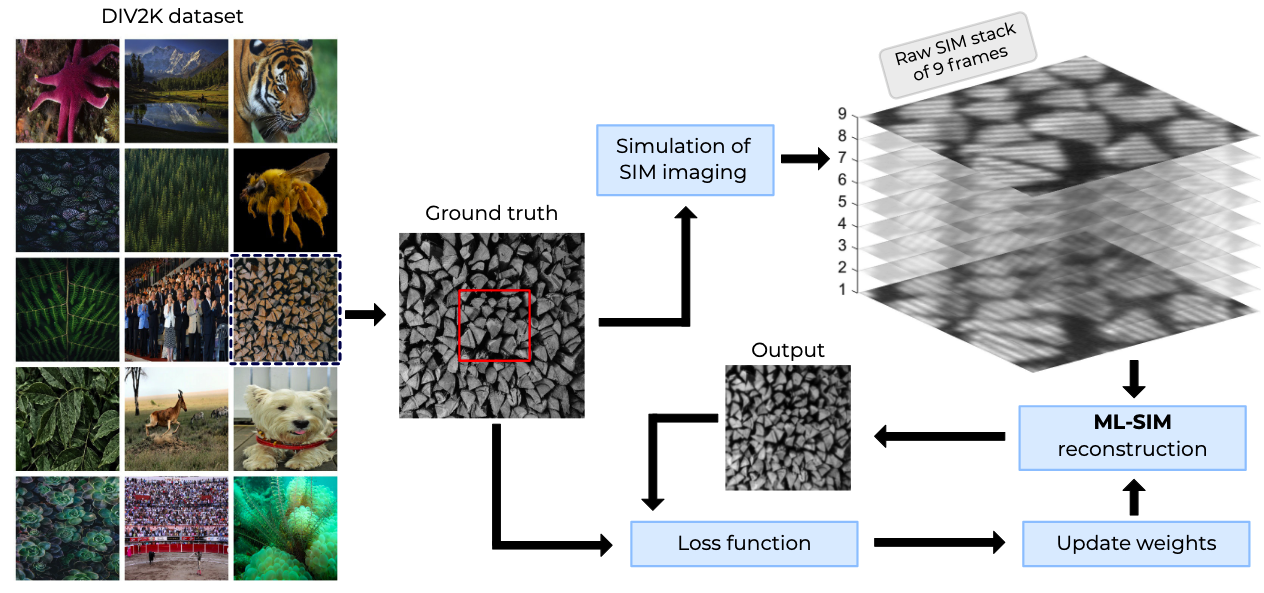 DIV2K dataset
Raw SIM stack
of 9 frames
9
8
7
6
5
4
3
2
1
Simulation of
SIM imaging
Ground truth
Output
ML-SIM
reconstruction
Loss function
Update weights